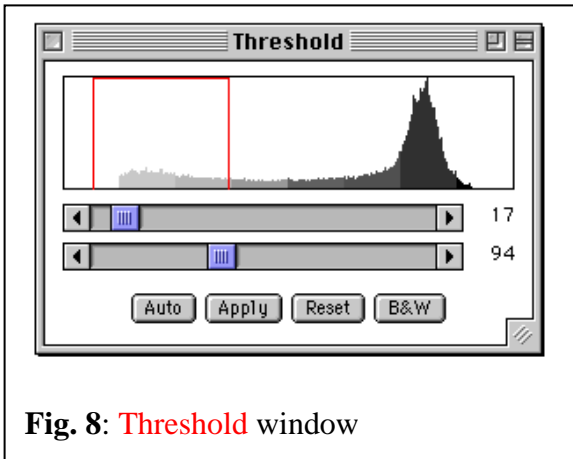 Threshold
17
94
Auto Apply Reset B&W
Fig. 8: Threshold window